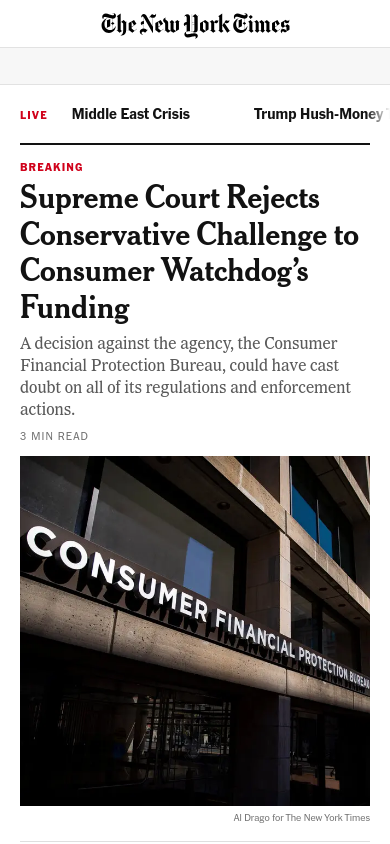 The New York Times
LIVE Middle East Crisis Trump Hush-Money
BREAKING
Supreme Court Rejects
Conservative Challenge to
Consumer Watchdog’s
Funding
A decision against the agency, the Consumer
Financial Protection Bureau, could have cast
doubt on all of its regulations and enforcement
actions.
3 MIN READ
CONSUMER FINANCIAL PROTECTION BUREAU
Al Drago for The New York Times